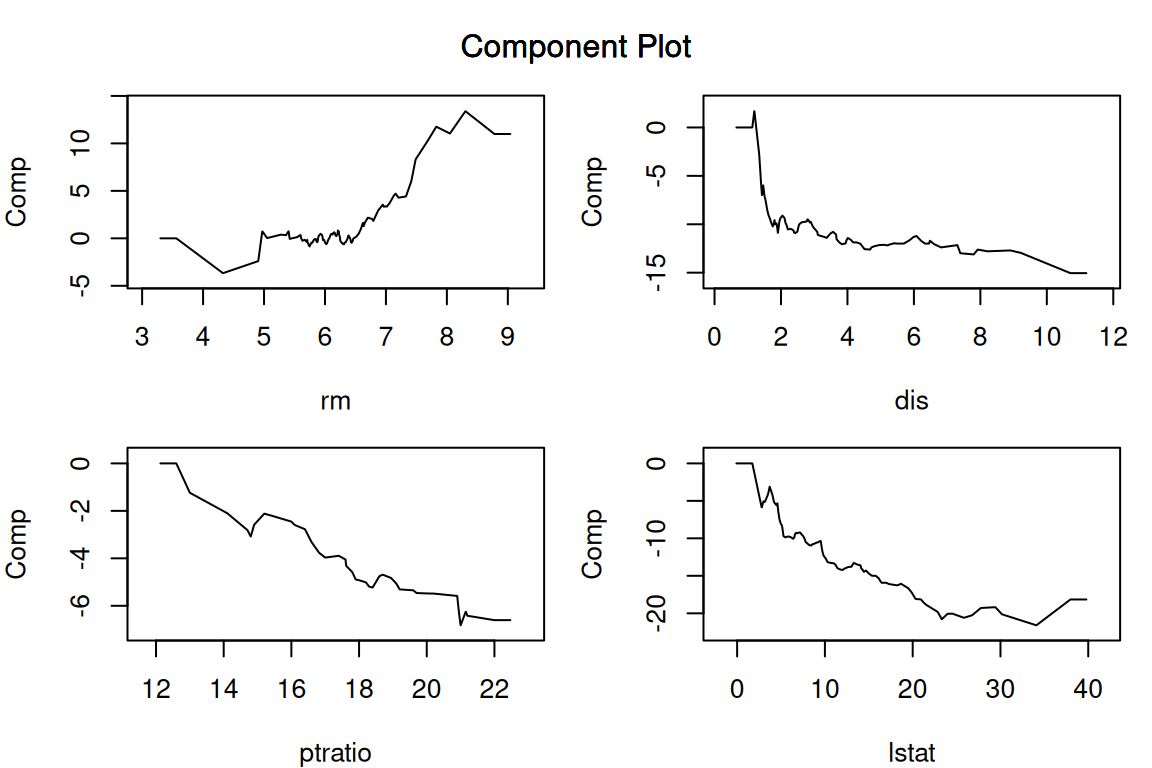 Component Plot
Comp
-5 0 5 10
3 4 5 6 7 8 9
rm
Comp
-15 -5 0
0 2 4 6 8 10 12
dis
Comp
-6 -4 -2 0
12 14 16 18 20 22
ptratio
Comp
-20 -10 0
0 10 20 30 40
lstat